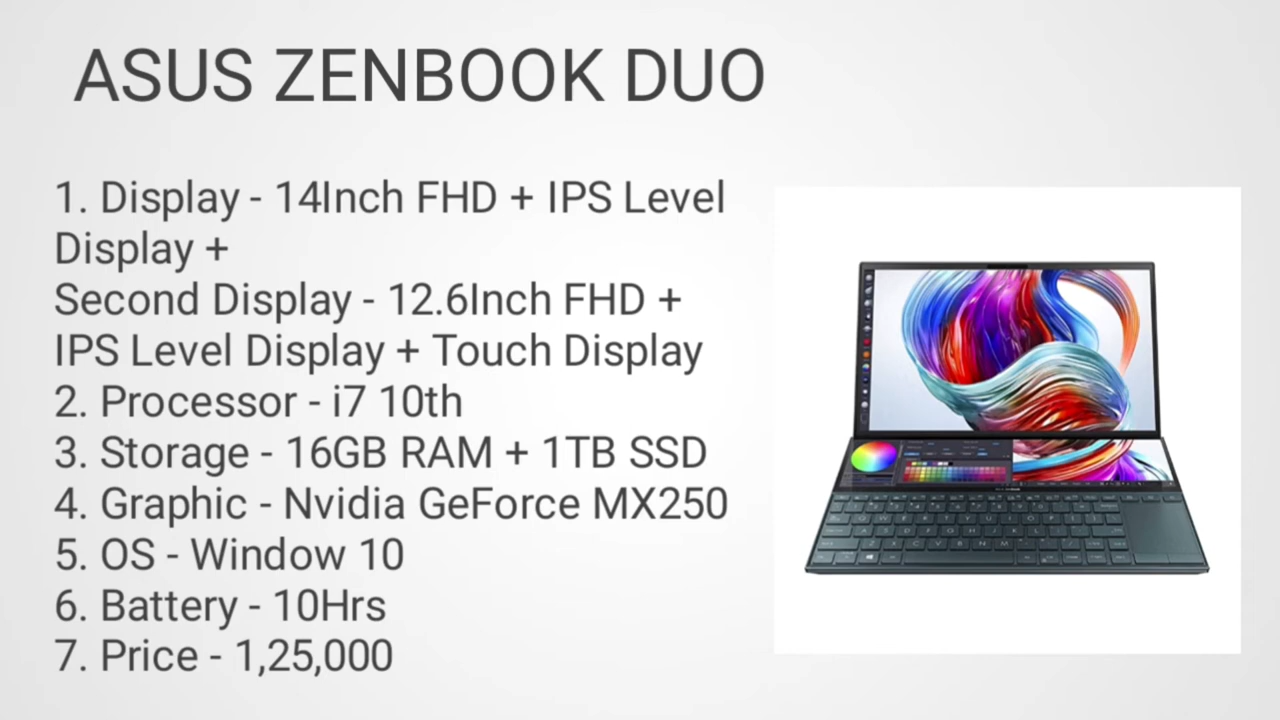 ASUS ZENBOOK DUO
1. Display - 14Inch FHD + IPS Level
Display +
Second Display - 12.6Inch FHD +
IPS Level Display + Touch Display
2. Processor - i7 10th
3. Storage - 16GB RAM + 1TB SSD
4. Graphic - Nvidia GeForce MX250
5. OS - Window 10
6. Battery - 10Hrs
7. Price - 1,25,000